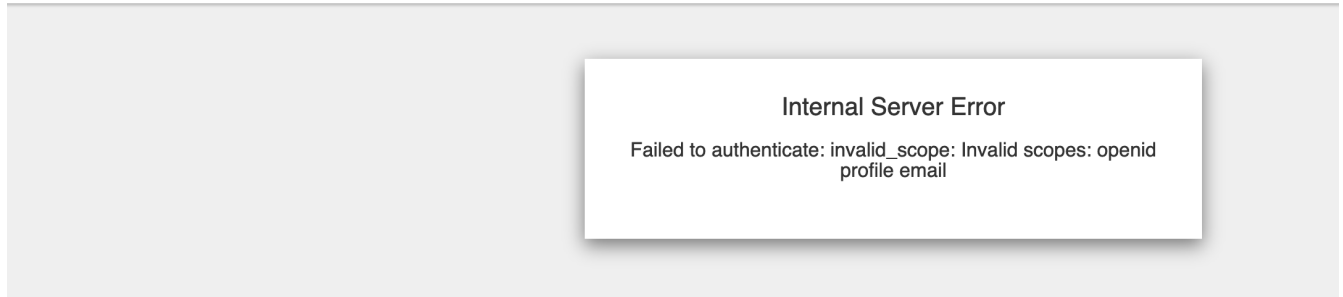 Internal Server Error
Failed to authenticate: invalid_scope: Invalid scopes: openid
profile email